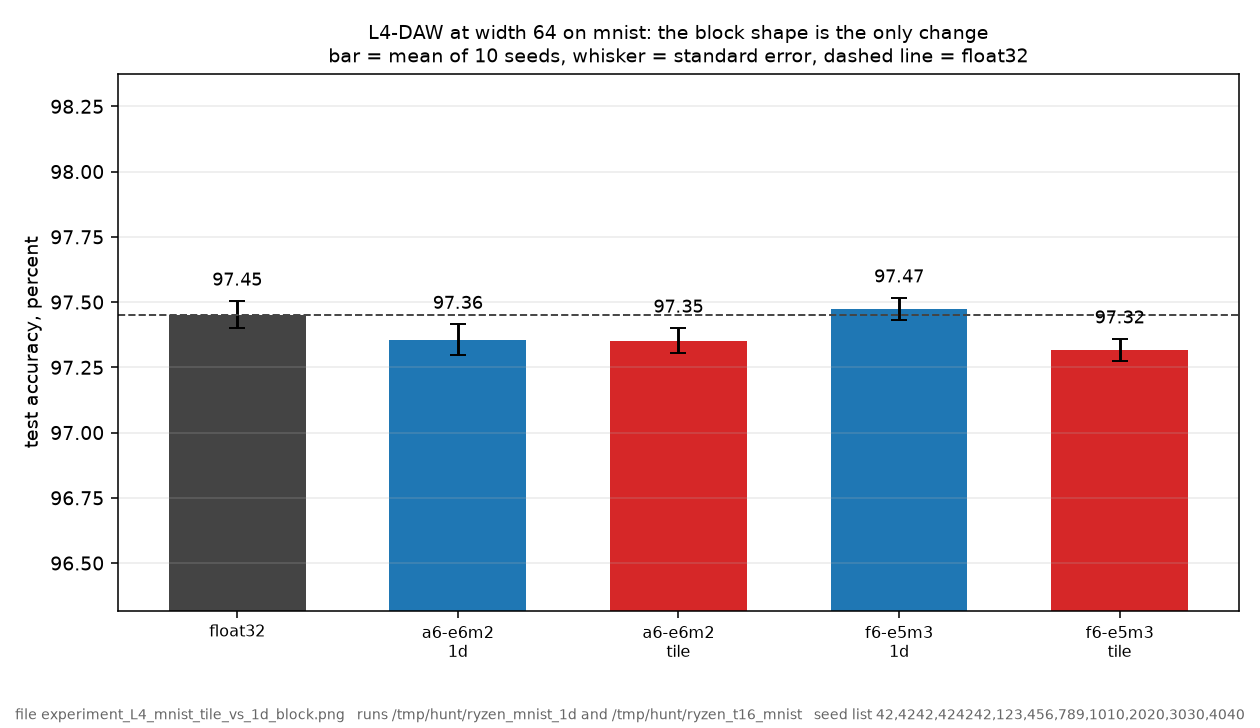 L4-DAW at width 64 on mnist: the block shape is the only change
bar = mean of 10 seeds, whisker = standard error, dashed line = float32
test accuracy, percent
98.25
98.00
97.75
97.50
97.25
97.00
96.75
96.50
97.45
97.36
97.35
97.47
97.32
float32
a6-e6m2
1d
a6-e6m2
tile
f6-e5m3
1d
f6-e5m3
tile
file experiment_L4_mnist_tile_vs_1d_block.png runs /tmp/hunt/ryzen_mnist_1d and /tmp/hunt/ryzen_t16_mnist seed list 42,4242,424242,123,456,789,1010,2020,3030,4040